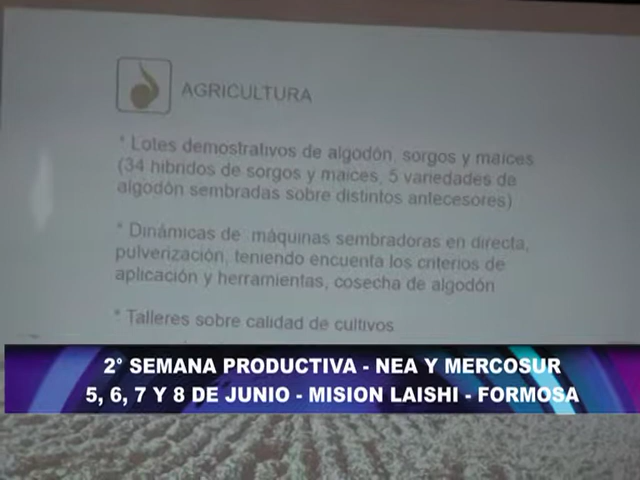 AGRICULTURA
* Lotes demostrativos de algodón, sorgos y maices
(34 hibridos de sorgos y maices, 5 variedades de
algodón sembradas sobre distintos antecesores)
* Dinámicas de máquinas sembradoras en directa,
pulverización, teniendo encuenta los criterios de
aplicación y herramientas, cosecha de algodón
* Talleres sobre calidad de cultivos
2° SEMANA PRODUCTIVA - NEA Y MERCOSUR
5, 6, 7 Y 8 DE JUNIO - MISION LAISHI - FORMOSA